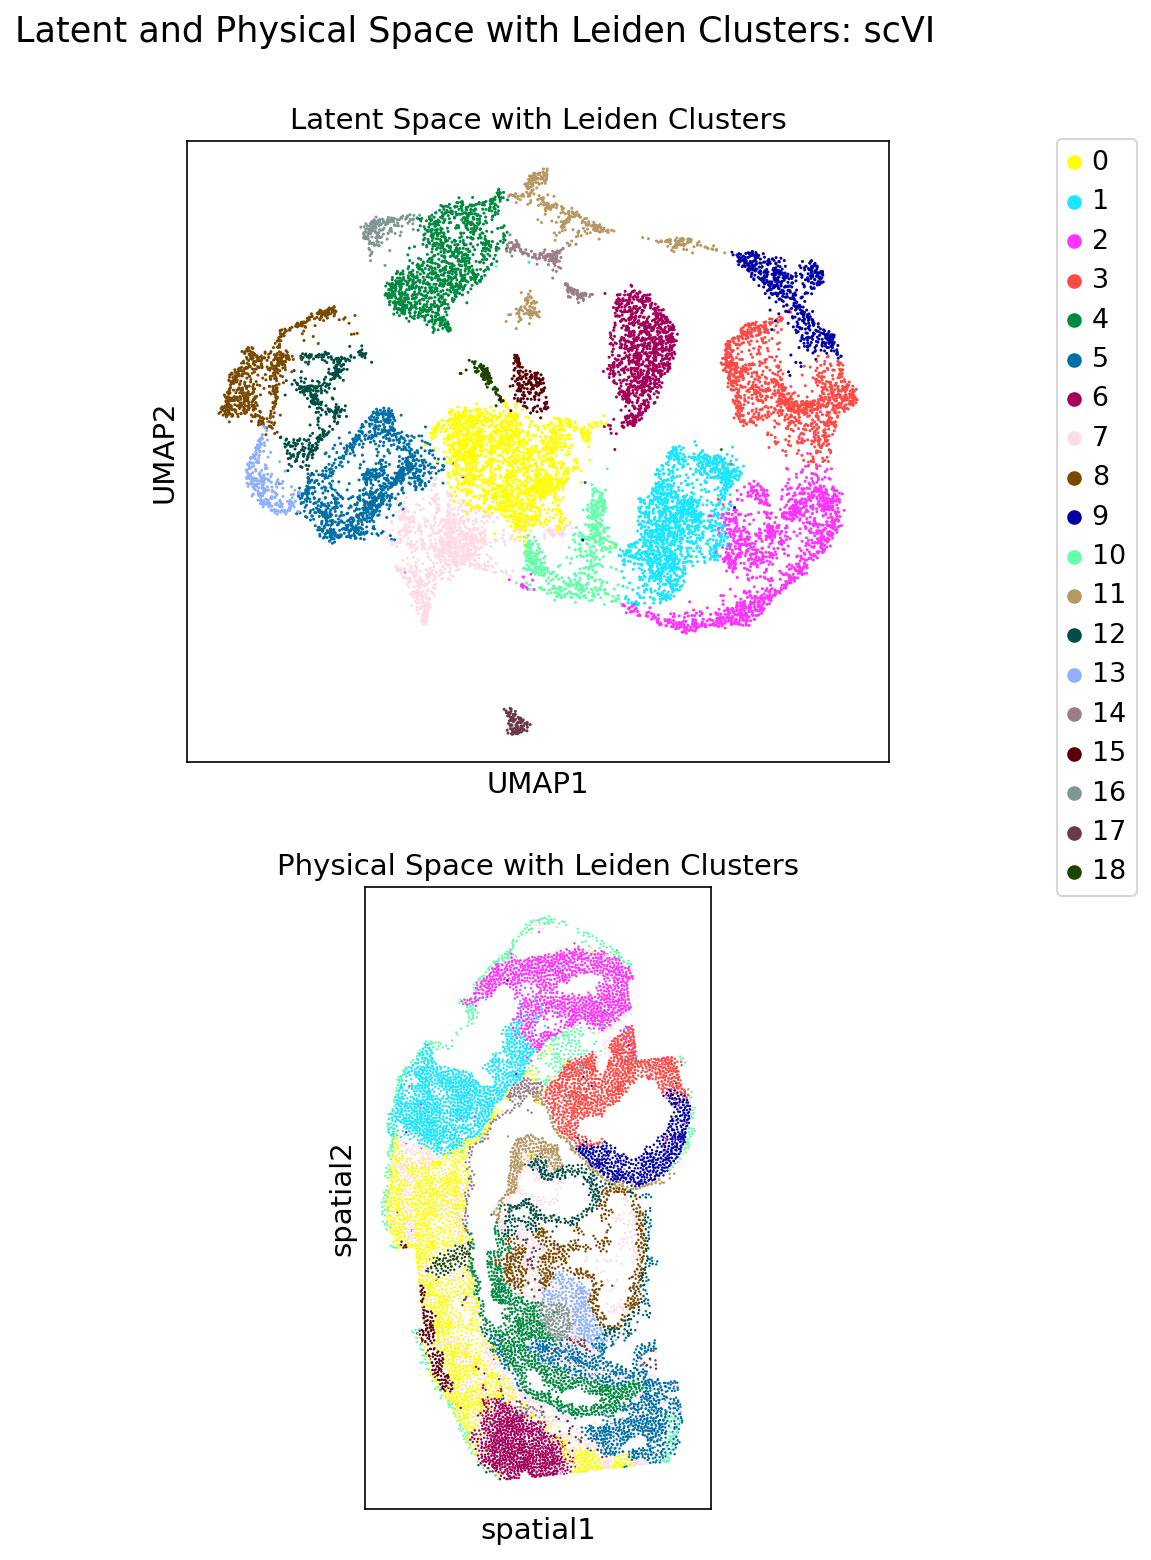 Latent and Physical Space with Leiden Clusters: scVI
Latent Space with Leiden Clusters
UMAP2
UMAP1
0
1
2
3
4
5
6
7
8
9
10
11
12
13
14
15
16
17
18
Physical Space with Leiden Clusters
spatial2
spatial1